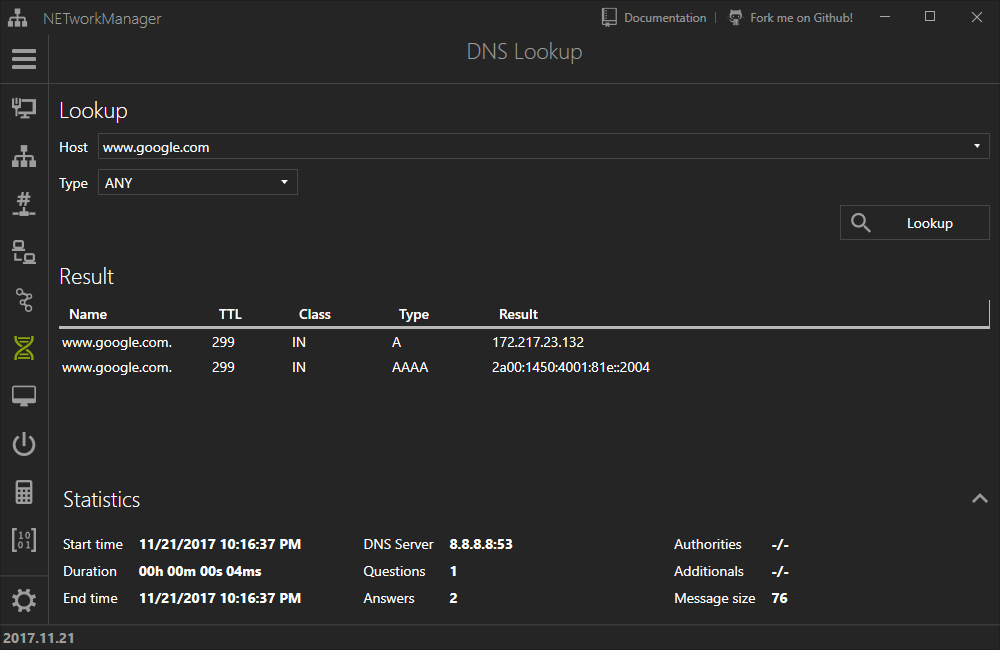 NETworkManager Documentation | Fork me on Github!
DNS Lookup
Lookup
Host www.google.com
Type ANY
Lookup
Result
Name TTL Class Type Result
www.google.com. 299 IN A 172.217.23.132
www.google.com. 299 IN AAAA 2a00:1450:4001:81e::2004
Statistics
Start time 11/21/2017 10:16:37 PM DNS Server 8.8.8.8:53 Authorities -/-
Duration 00h 00m 00s 04ms Questions 1 Additionals -/-
End time 11/21/2017 10:16:37 PM Answers 2 Message size 76
2017.11.21